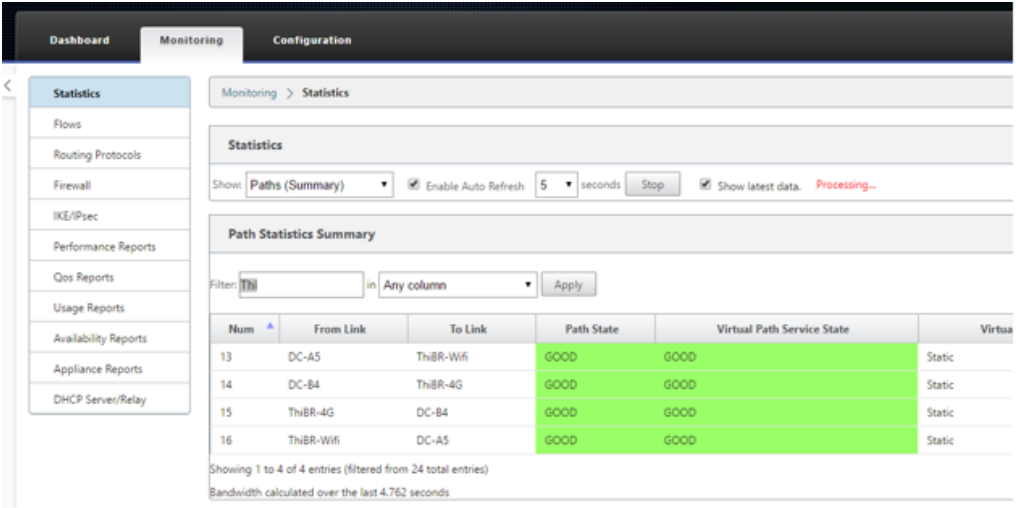 Dashboard Monitoring Configuration
Statistics
Flows
Routing Protocols
Firewall
IKE/IPsec
Performance Reports
Qos Reports
Usage Reports
Availability Reports
Appliance Reports
DHCP Server/Relay
Monitoring > Statistics
Statistics
Show: Paths (Summary) Enable Auto Refresh 5 seconds Stop Show latest data. Processing...
Path Statistics Summary
Filter: Thi in Any column Apply
Num From Link To Link Path State Virtual Path Service State Virtua
13 DC-A5 ThiBR-Wifi GOOD GOOD Static
14 DC-B4 ThiBR-4G GOOD GOOD Static
15 ThiBR-4G DC-B4 GOOD GOOD Static
16 ThiBR-Wifi DC-A5 GOOD GOOD Static
Showing 1 to 4 of 4 entries (filtered from 24 total entries)
Bandwidth calculated over the last 4.762 seconds